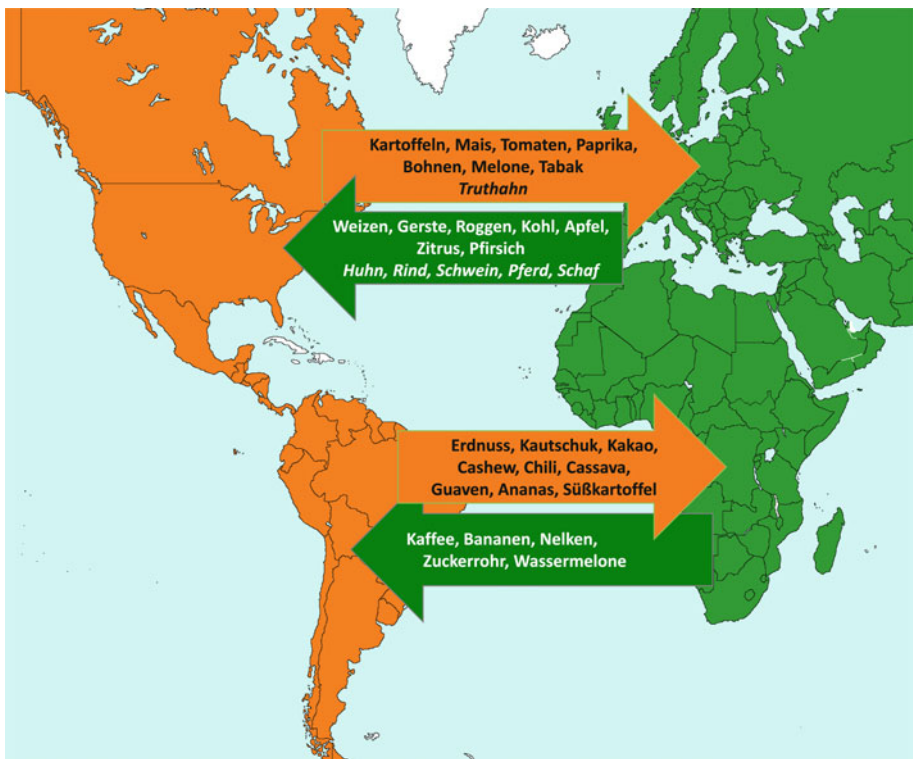 Kartoffeln, Mais, Tomaten, Paprika,
Bohnen, Melone, Tabak
Truthahn
Weizen, Gerste, Roggen, Kohl, Apfel,
Zitrus, Pfirsich
Huhn, Rind, Schwein, Pferd, Schaf
Erdnuss, Kautschuk, Kakao,
Cashew, Chili, Cassava,
Guaven, Ananas, Süßkartoffel
Kaffee, Bananen, Nelken,
Zuckerrohr, Wassermelone